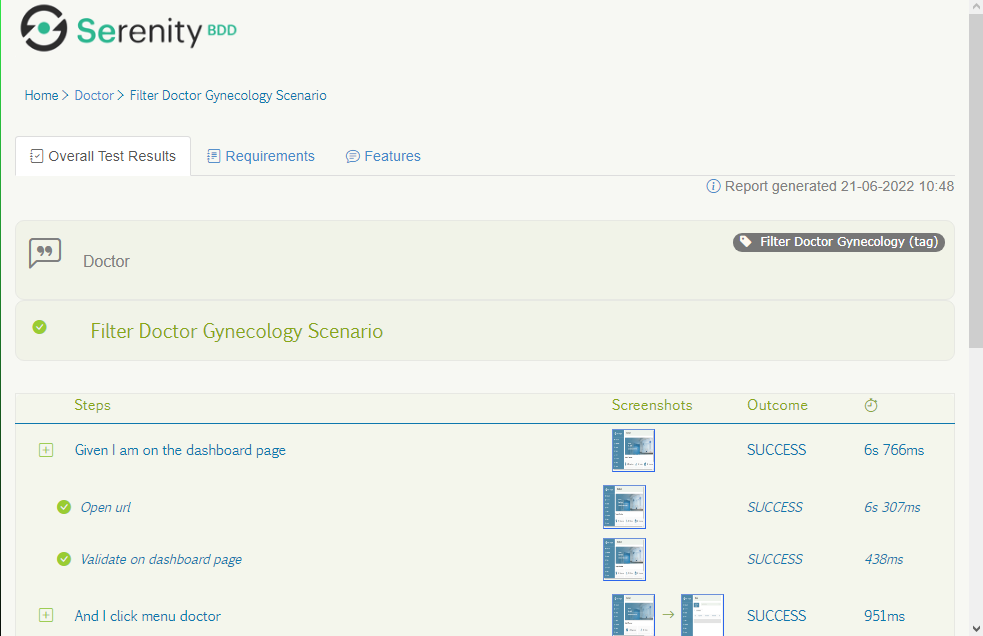 Serenity BDD
Home > Doctor > Filter Doctor Gynecology Scenario
Overall Test Results Requirements Features
Report generated 21-06-2022 10:48
Filter Doctor Gynecology (tag)
Doctor
Filter Doctor Gynecology Scenario
Steps Screenshots Outcome
Given I am on the dashboard page SUCCESS 6s 766ms
Open url SUCCESS 6s 307ms
Validate on dashboard page SUCCESS 438ms
And I click menu doctor → SUCCESS 951ms